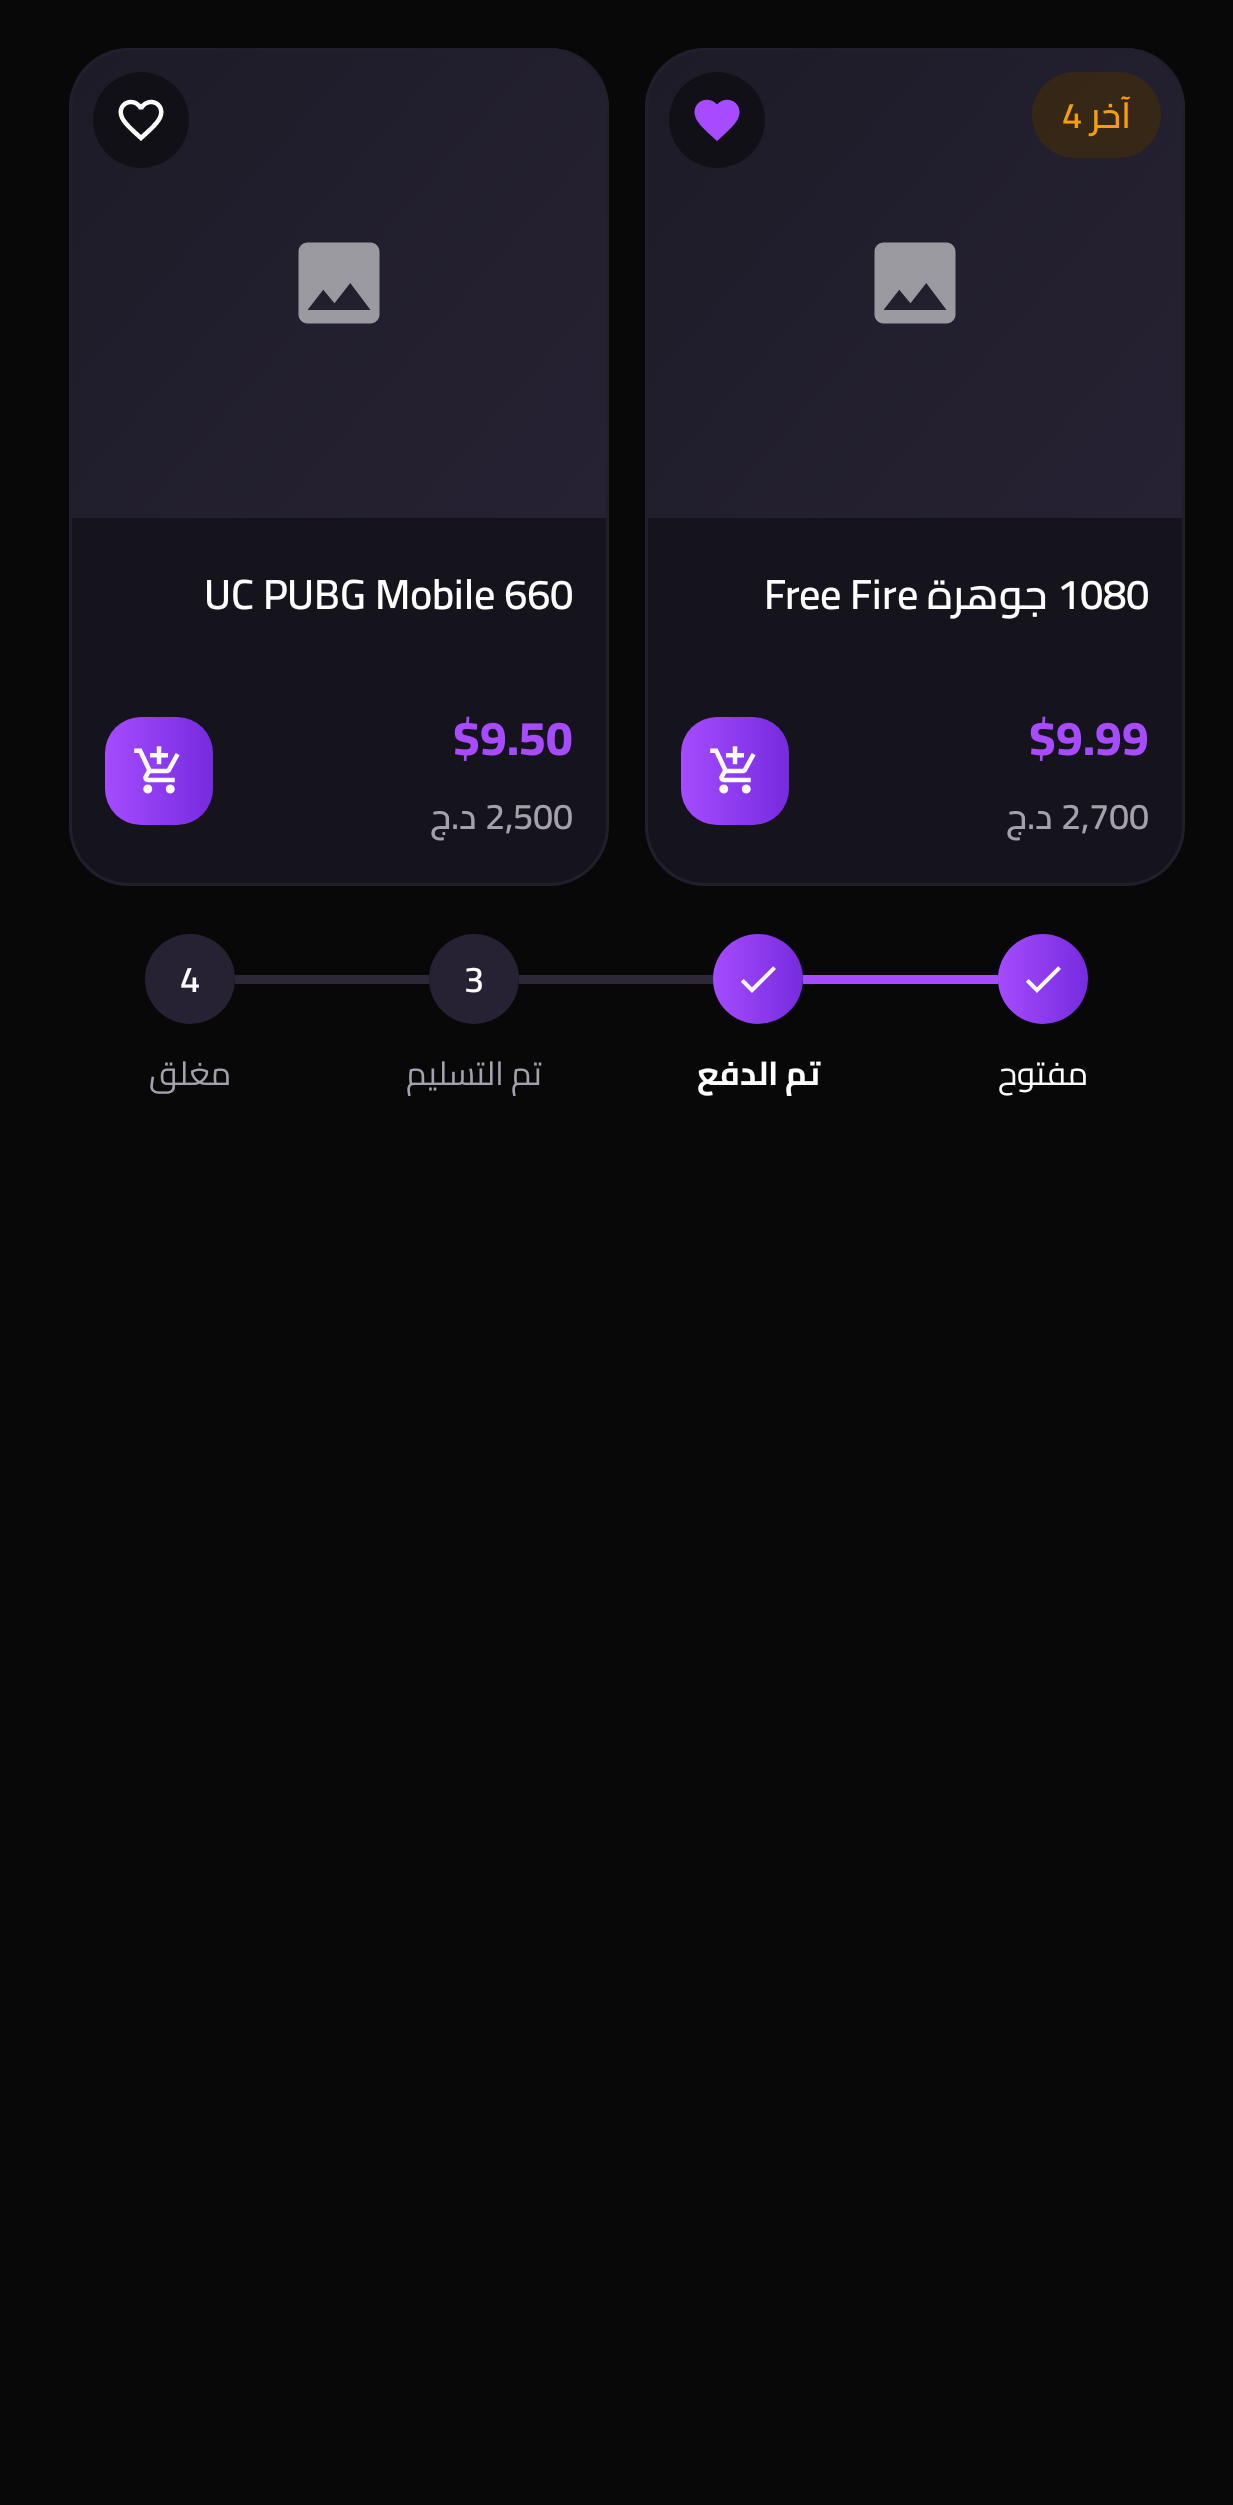 آخر 4
1080 جوهرة Free Fire
$9.99
2,700 د.ج
660 UC PUBG Mobile
$9.50
2,500 د.ج
3
4
مفتوح
تم الدفع
تم التسليم
مغلق